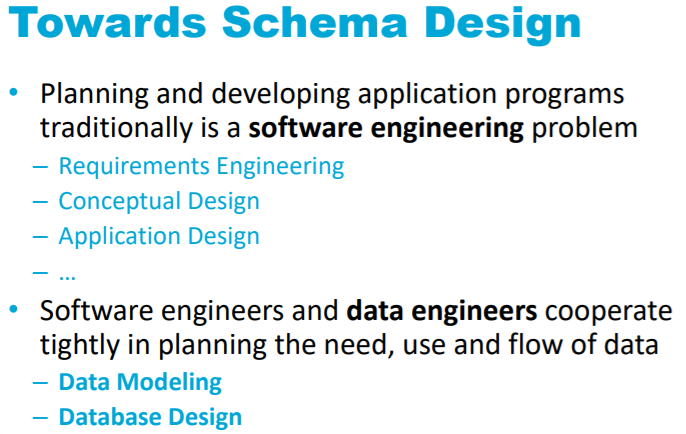 Towards Schema Design
• Planning and developing application programs
traditionally is a software engineering problem
– Requirements Engineering
– Conceptual Design
– Application Design
– …
• Software engineers and data engineers cooperate
tightly in planning the need, use and flow of data
– Data Modeling
– Database Design